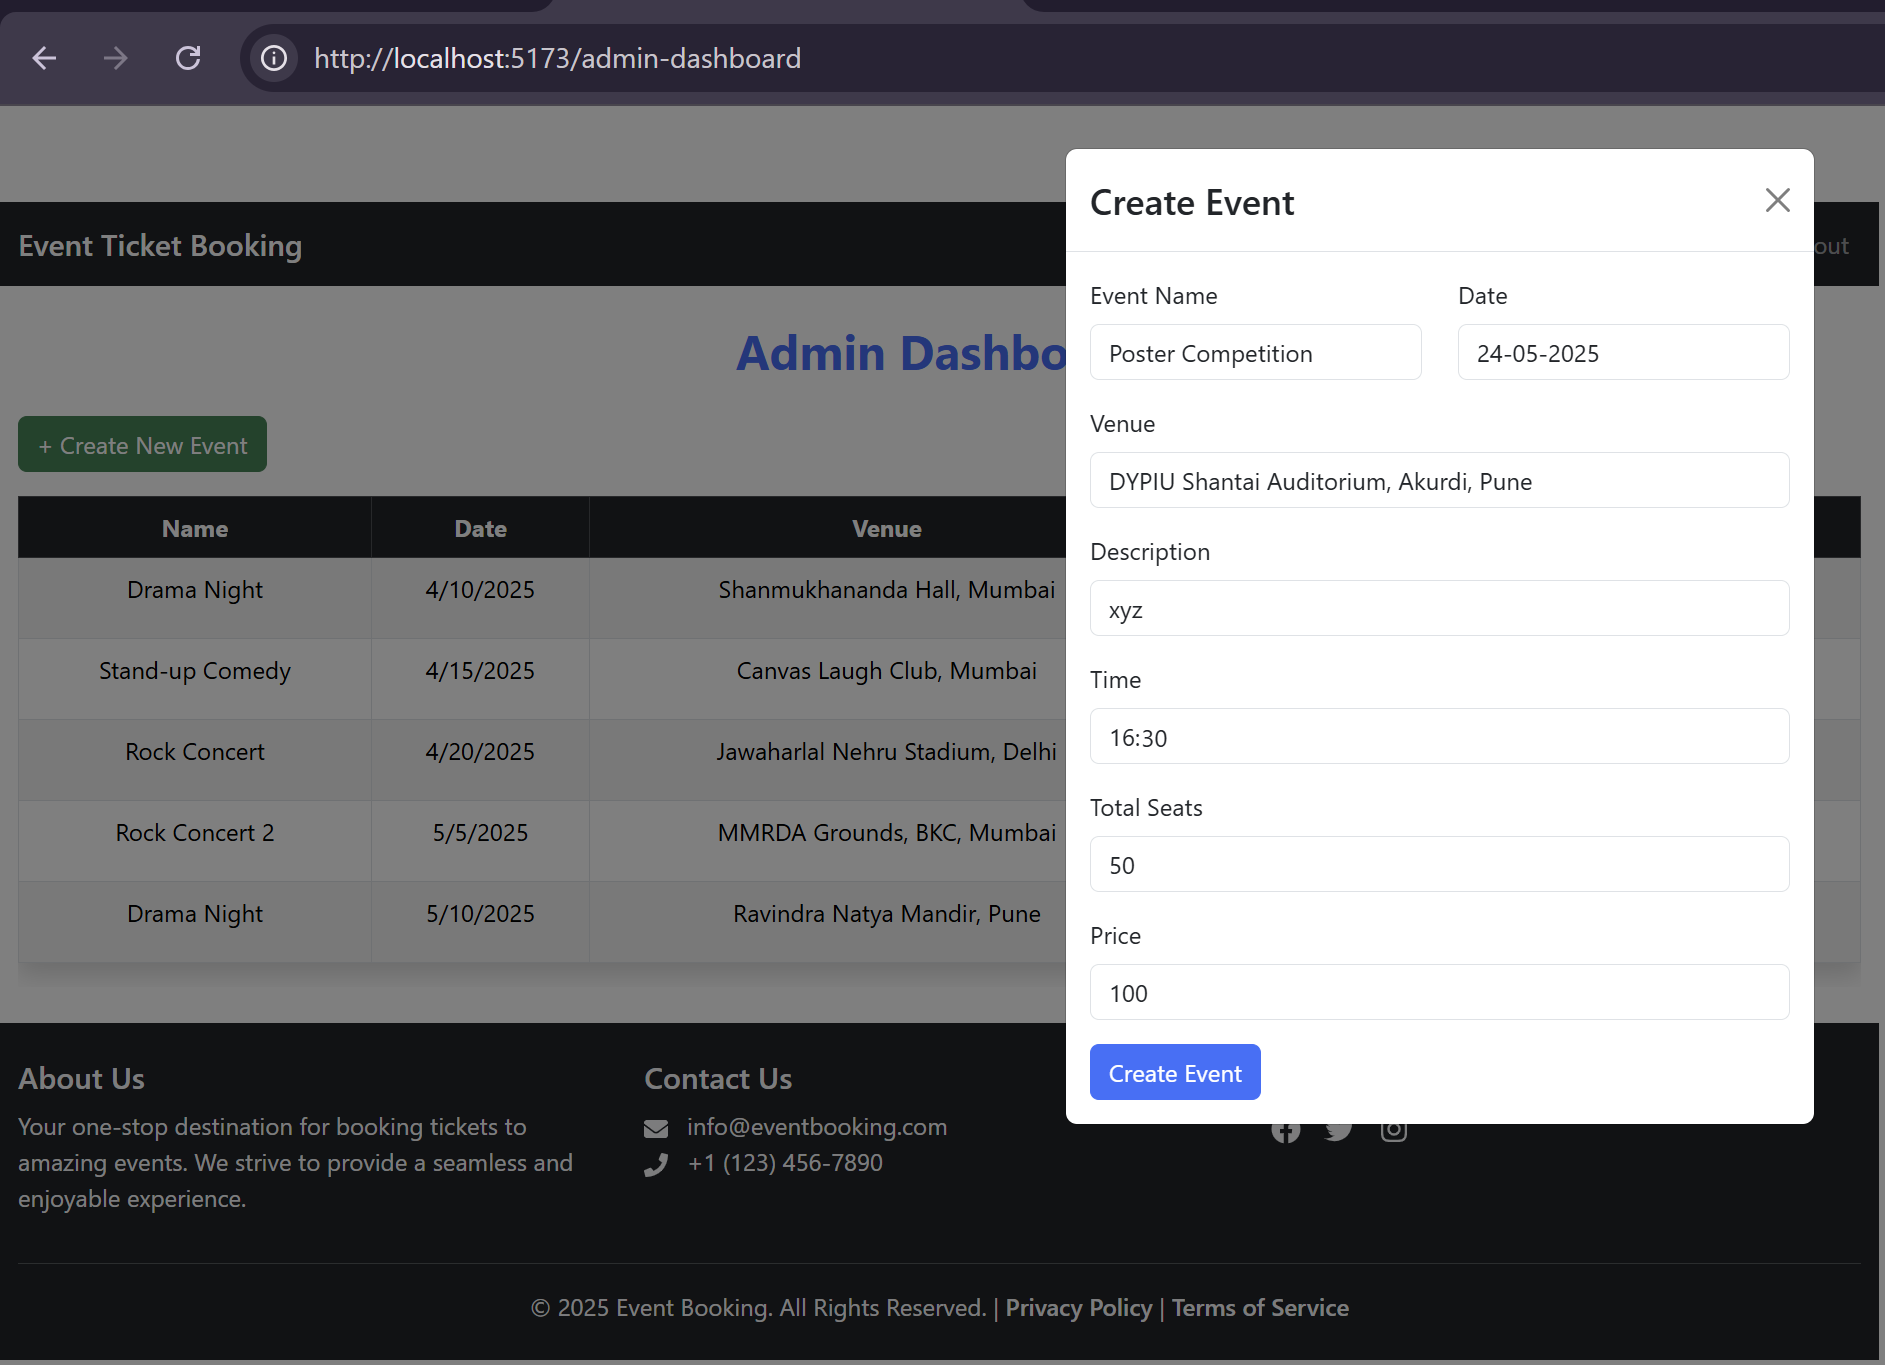 http://localhost:5173/admin-dashboard
Event Ticket Booking
out
Admin Dashbo
+ Create New Event
Name Date Venue
Drama Night 4/10/2025 Shanmukhananda Hall, Mumbai
Stand-up Comedy 4/15/2025 Canvas Laugh Club, Mumbai
Rock Concert 4/20/2025 Jawaharlal Nehru Stadium, Delhi
Rock Concert 2 5/5/2025 MMRDA Grounds, BKC, Mumbai
Drama Night 5/10/2025 Ravindra Natya Mandir, Pune
Create Event
Event Name Date
Poster Competition 24-05-2025
Venue
DYPIU Shantai Auditorium, Akurdi, Pune
Description
xyz
Time
16:30
Total Seats
50
Price
100
Create Event
About Us
Your one-stop destination for booking tickets to
amazing events. We strive to provide a seamless and
enjoyable experience.
Contact Us
info@eventbooking.com
+1 (123) 456-7890
© 2025 Event Booking. All Rights Reserved. | Privacy Policy | Terms of Service